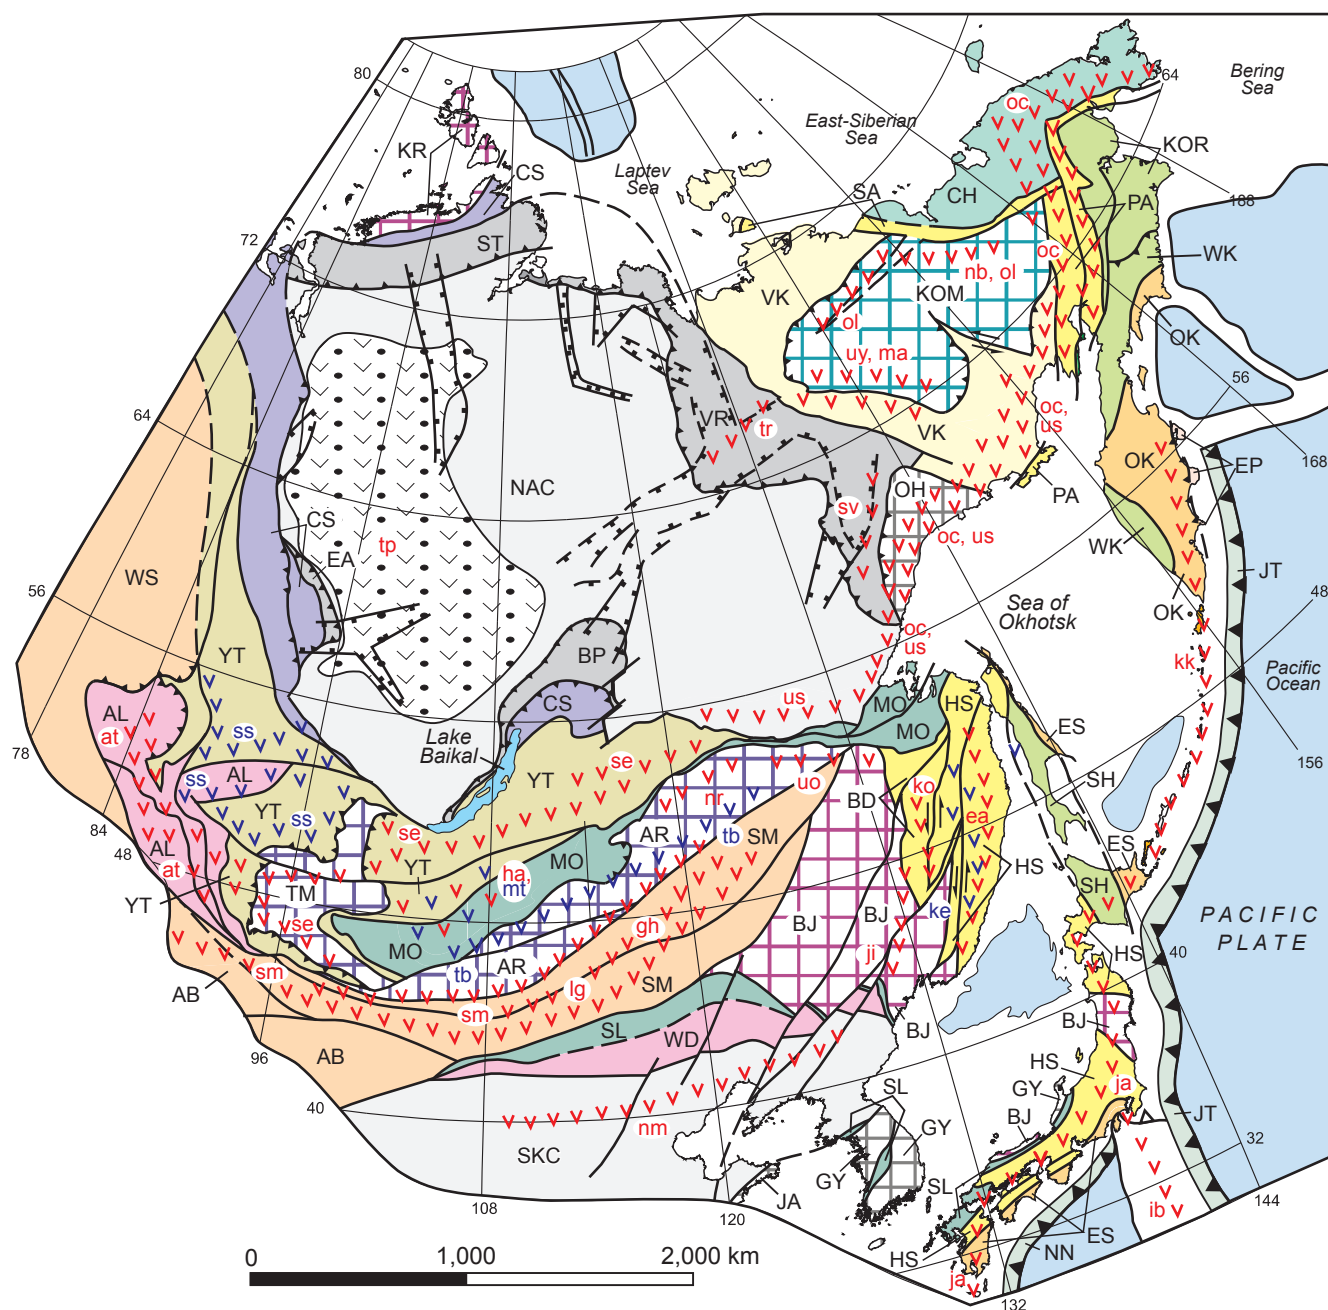 64
Bering
Sea
80
oc
East-Siberian
Sea
KR
KOR
CS
Laptev
Sea
SA
CH
PA
188
72
ST
WK
oc
nb, ol
VK
KOM
OK
ol
uy, ma
56
64
VR
tr
VK
oc,
us
OK
168
EP
NAC
OH
PA
CS
sv
EA
tp
oc, us
WK
WS
JT
56
48
Sea of
Okhotsk
OK
YT
BP
oc,
us
kk
Pacific
Ocean
CS
us
MO
HS
AL
at
MO
ES
Lake
Baikal
78
ss
156
YT
se
SH
ss
AL
uo
ko
nr
BD
YT
ss
ea
tb
84
se
AR
SM
48
AL
MO
ES
at
YT
ha,
mt
HS
SH
TM
YT
ke
se
gh
BJ
BJ
PACIFIC
PLATE
MO
HS
40
tb
AR
ji
sm
lg
SM
AB
sm
BJ
BJ
SL
WD
96
AB
HS
SL
GY
ja
40
nm
BJ
JT
GY
SKC
32
GY
SL
JA
108
120
ib
144
ES
HS
NN
0
1,000
2,000 km
ja
132